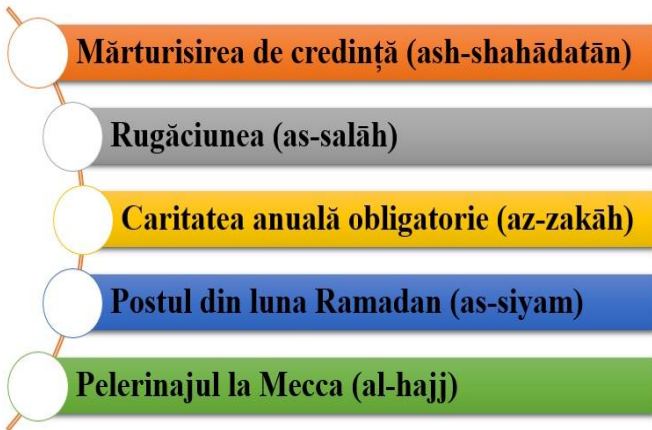 Mărturisirea de credință (ash-shahādatān)
Rugăciunea (as-salāh)
Caritatea anuală obligatorie (az-zakāh)
Postul din luna Ramadan (as-siyam)
Pelerinajul la Mecca (al-hajj)